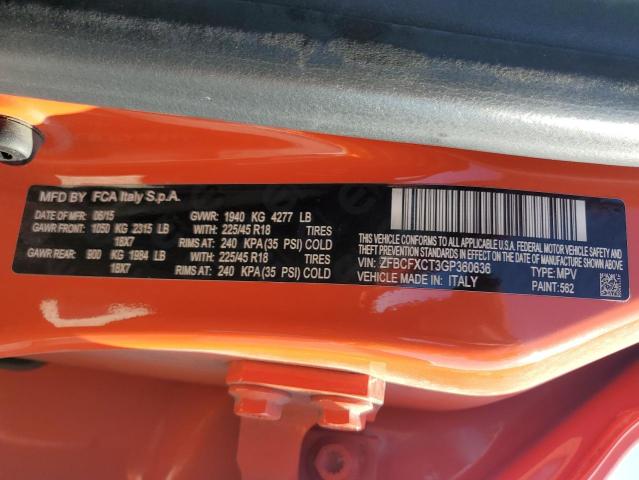 MFD BY FCA Italy S.p.A.
DATE OF MFR: 06/15 GVWR: 1940 KG 4277 LB
GAWR FRONT: 1050 KG 2315 LB WITH 225/45 R18 TIRES
18X7 RIMS AT: 240 KPA(35 PSI) COLD
GAWR REAR: 900 KG 1984 LB WITH 225/45 R18 TIRES
18X7 RIMS AT: 240 KPA(35 PSI) COLD
THIS VEHICLE CONFORMS TO ALL APPLICABLE U.S.A. FEDERAL MOTOR VEHICLE SAFETY
BUMPER, AND THEFT PREVENTION STANDARDS IN EFFECT ON THE DATE OF MANUFACTURE
VIN: ZFBCFXCT3GP360636 TYPE: MPV
VEHICLE MADE IN: ITALY PAINT: 562